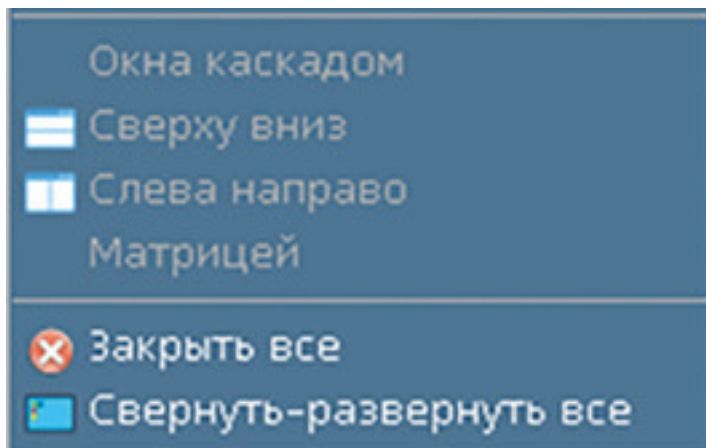 Окна каскадом
Сверху вниз
Слева направо
Матрицей
Закрыть все
Свернуть-развернуть все